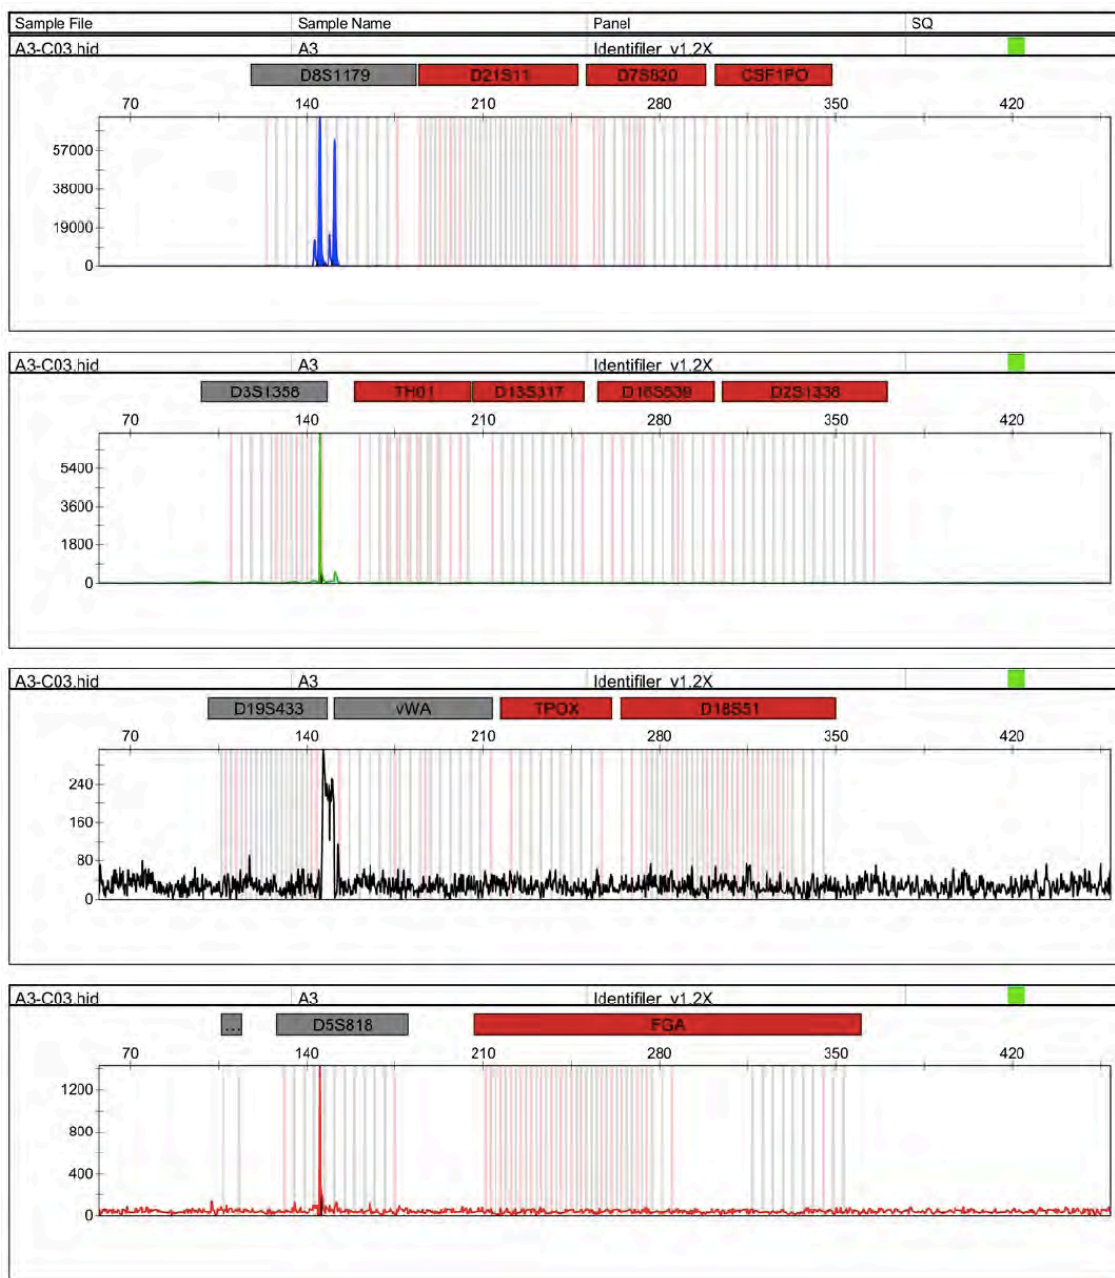 Sample File Sample Name Panel SQ
A3-C03.hid A3 Identifiler_v1.2X
D8S1179 D21S11 D7S820 CSF1PO
70 140 210 280 350 420
57000
38000
19000
0
A3-C03.hid A3 Identifiler_v1.2X
D3S1358 TH01 D13S317 D16S539 D2S1338
70 140 210 280 350 420
5400
3600
1800
0
A3-C03.hid A3 Identifiler_v1.2X
D19S433 vWA TPOX D18S51
70 140 210 280 350 420
240
160
80
0
A3-C03.hid A3 Identifiler_v1.2X
... D5S818 FGA
70 140 210 280 350 420
1200
800
400
0